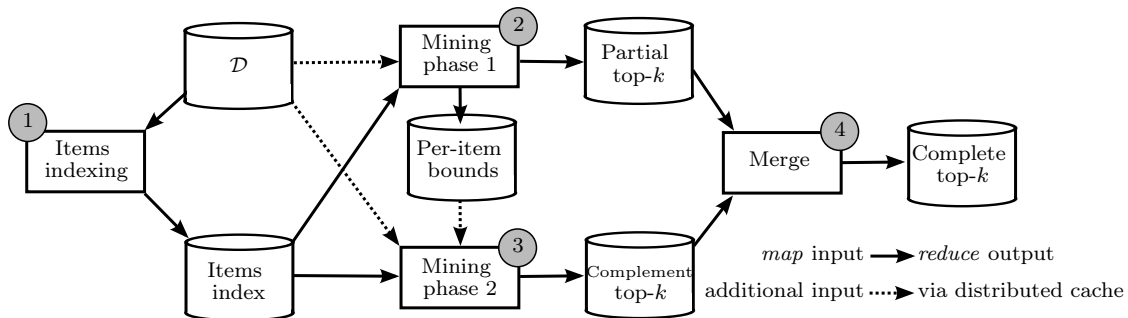 1
Items
indexing
𝒟
Items
index
2
Mining
phase 1
Per-item
bounds
3
Mining
phase 2
Partial
top-k
Complement
top-k
4
Merge
Complete
top-k
map input reduce output
additional input via distributed cache